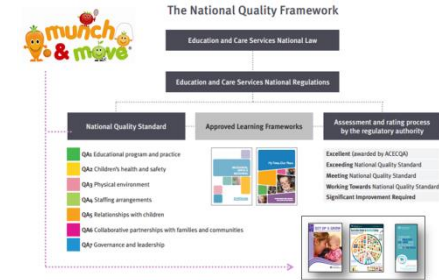 The National Quality Framework
munch
& move
Education and Care Services National Law
Education and Care Services National Regulations
National Quality Standard
Approved Learning Frameworks
Assessment and rating process
by the regulatory authority
QA1 Educational program and practice
QA2 Children's health and safety
QA3 Physical environment
QA4 Staffing arrangements
QA5 Relationships with children
QA6 Collaborative partnerships with families and communities
QA7 Governance and leadership
Excellent (awarded by ACECQA)
Exceeding National Quality Standard
Meeting National Quality Standard
Working Towards National Quality Standard
Significant Improvement Required